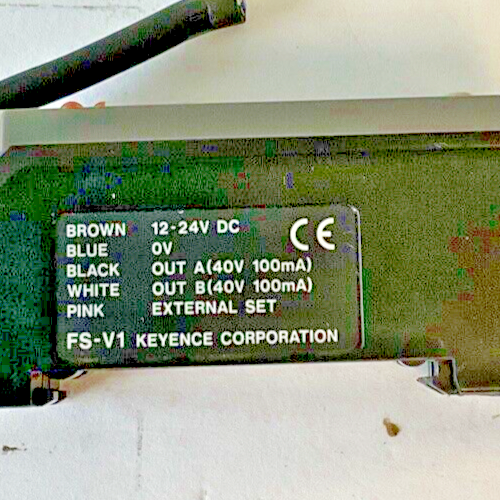 BROWN 12-24V DC CE
BLUE 0V
BLACK OUT A(40V 100mA)
WHITE OUT B(40V 100mA)
PINK EXTERNAL SET
FS-V1 KEYENCE CORPORATION